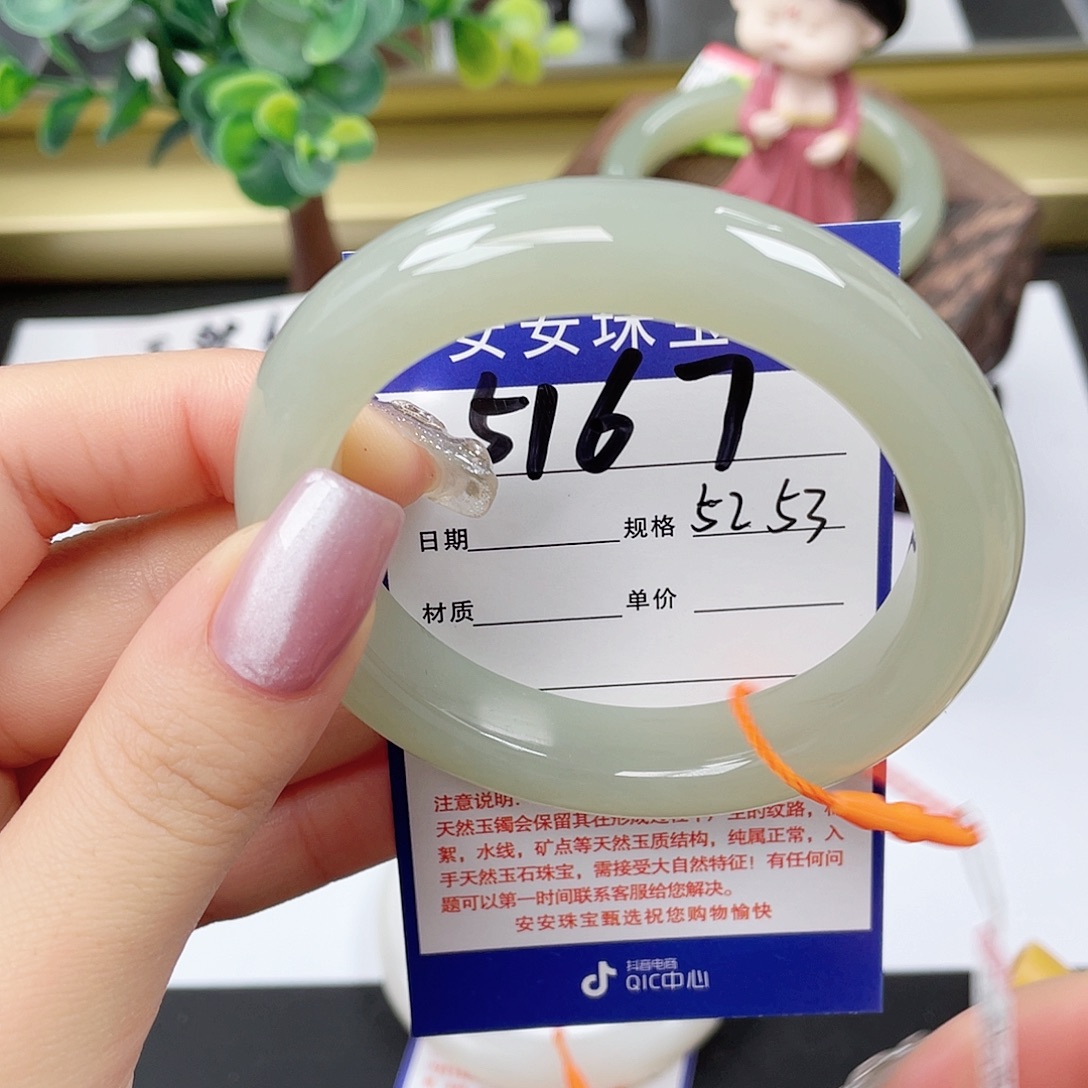 安安珠宝
5167
日期 规格 52 53
材质 单价
注意说明:
天然玉镯会保留其在形成过程中产生的纹路，棉
絮，水线，矿点等天然玉质结构，纯属正常，入
手天然玉石珠宝，需接受大自然特征！有任何问
题可以第一时间联系客服给您解决。
安安珠宝甄选祝您购物愉快
抖音电商
QIC中心